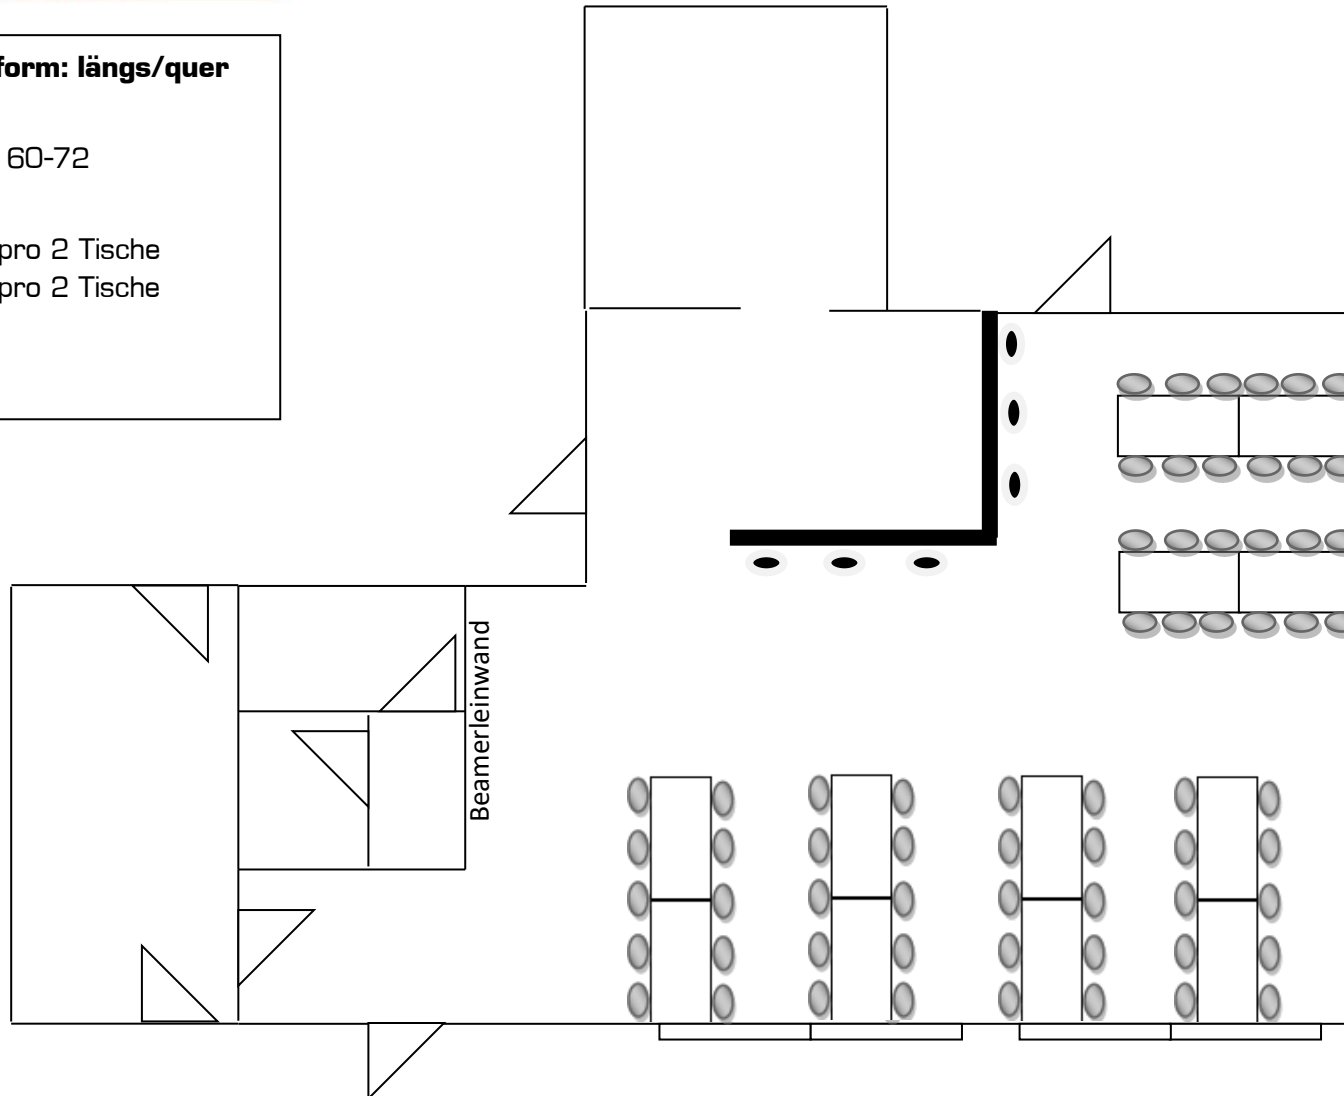 form: längs/quer
60-72
pro 2 Tische
pro 2 Tische
Beamerleinwand